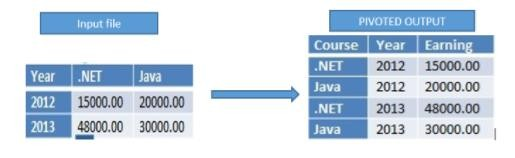 Input file
Year .NET Java
2012 15000.00 20000.00
2013 48000.00 30000.00
PIVOTED OUTPUT
Course Year Earning
.NET 2012 15000.00
Java 2012 20000.00
.NET 2013 48000.00
Java 2013 30000.00